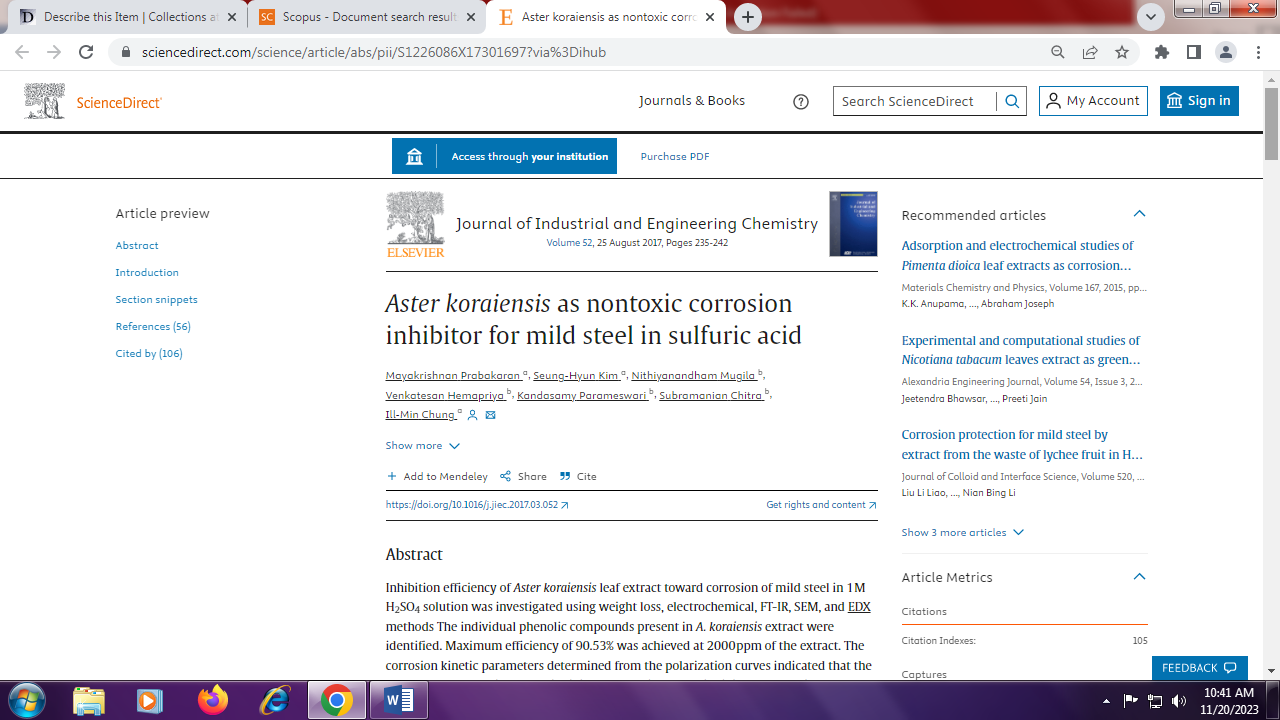 Describe this Item | Collections at
Scopus - Document search result
Aster koraiensis as nontoxic corro
sciencedirect.com/science/article/abs/pii/S1226086X17301697?via%3Dihub
ScienceDirect
Journals & Books
Search ScienceDirect
My Account
Sign in
Access through your institution
Purchase PDF
Article preview
Abstract
Introduction
Section snippets
References (56)
Cited by (106)
ELSEVIER
Journal of Industrial and Engineering Chemistry
Volume 52, 25 August 2017, Pages 235-242
Aster koraiensis as nontoxic corrosion
inhibitor for mild steel in sulfuric acid
Mayakrishnan Prabakaran a, Seung-Hyun Kim a, Nithiyanandham Mugila b,
Venkatesan Hemapriya b, Kandasamy Parameswari b, Subramanian Chitra b,
Ill-Min Chung a
Show more
Add to Mendeley
Share
Cite
https://doi.org/10.1016/j.jiec.2017.03.052
Get rights and content
Abstract
Inhibition efficiency of Aster koraiensis leaf extract toward corrosion of mild steel in 1 M
H₂SO₄ solution was investigated using weight loss, electrochemical, FT-IR, SEM, and EDX
methods The individual phenolic compounds present in A. koraiensis extract were
identified. Maximum efficiency of 90.53% was achieved at 2000ppm of the extract. The
corrosion kinetic parameters determined from the polarization curves indicated that the
Recommended articles
Adsorption and electrochemical studies of
Pimenta dioica leaf extracts as corrosion…
Materials Chemistry and Physics, Volume 167, 2015, pp…
K.K. Anupama, …, Abraham Joseph
Experimental and computational studies of
Nicotiana tabacum leaves extract as green…
Alexandria Engineering Journal, Volume 54, Issue 3, 2…
Jeetendra Bhawsar, …, Preeti Jain
Corrosion protection for mild steel by
extract from the waste of lychee fruit in H…
Journal of Colloid and Interface Science, Volume 520, …
Liu Li Liao, …, Nian Bing Li
Show 3 more articles
Article Metrics
Citations
Citation Indexes: 105
Captures
FEEDBACK
10:41 AM
11/20/2023